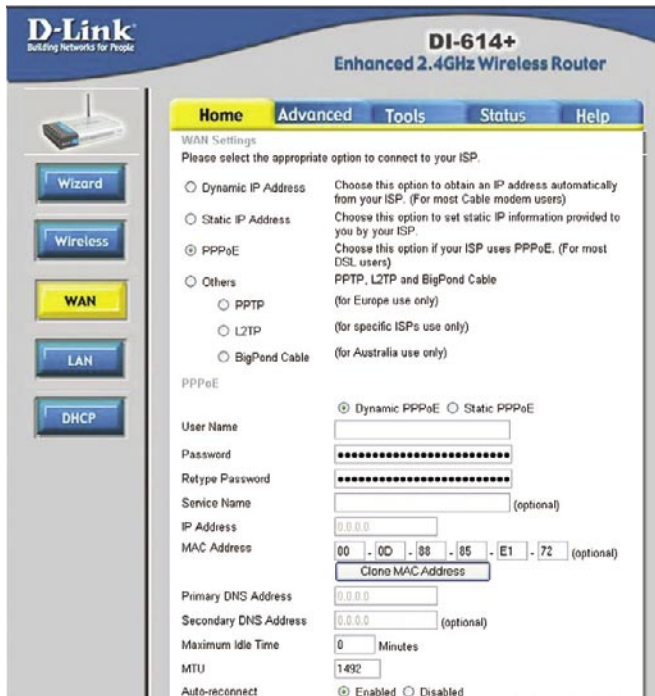 D-Link
Building Networks for People
DI-614+
Enhanced 2.4GHz Wireless Router
Home Advanced Tools Status Help
Wizard
Wireless
WAN
LAN
DHCP
WAN Settings
Please select the appropriate option to connect to your ISP.
Dynamic IP Address Choose this option to obtain an IP address automatically
from your ISP. (For most Cable modem users)
Static IP Address Choose this option to set static IP information provided to
you by your ISP.
PPPoE Choose this option if your ISP uses PPPoE. (For most
DSL users)
Others PPTP, L2TP and BigPond Cable
PPTP (for Europe use only)
L2TP (for specific ISPs use only)
BigPond Cable (for Australia use only)
PPPoE
Dynamic PPPoE Static PPPoE
User Name
Password ●●●●●●●●●●●●●●●●●●●●●●●●●●
Retype Password ●●●●●●●●●●●●●●●●●●●●●●●●●●
Service Name (optional)
IP Address 0.0.0.0
MAC Address 00 - 0D - 88 - 85 - E1 - 72 (optional)
Clone MAC Address
Primary DNS Address 0.0.0.0
Secondary DNS Address 0.0.0.0 (optional)
Maximum Idle Time 0 Minutes
MTU 1492
Auto-reconnect Enabled Disabled